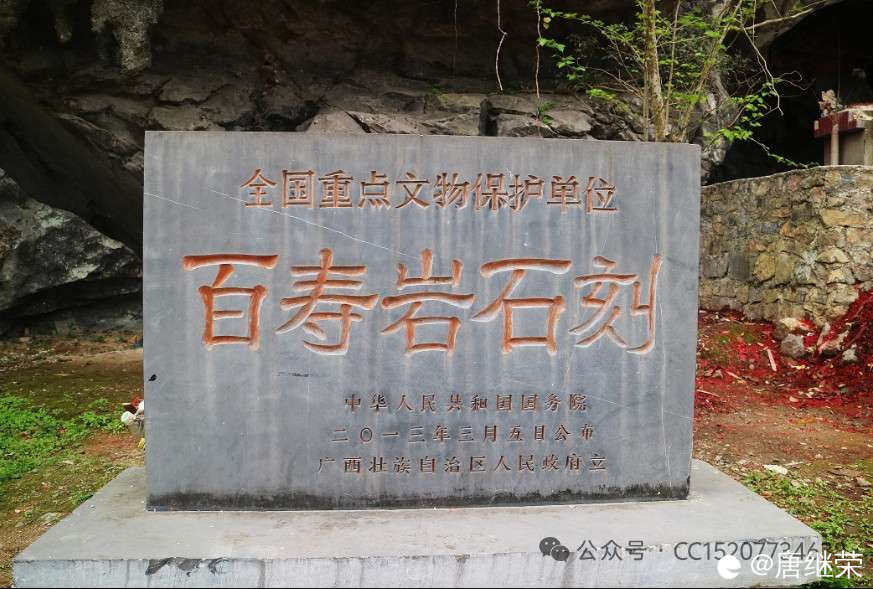 全国重点文物保护单位
百寿岩石刻
中华人民共和国国务院
二〇一三年三月五日公布
广西壮族自治区人民政府立
公众号·CC1520773465
@唐继荣